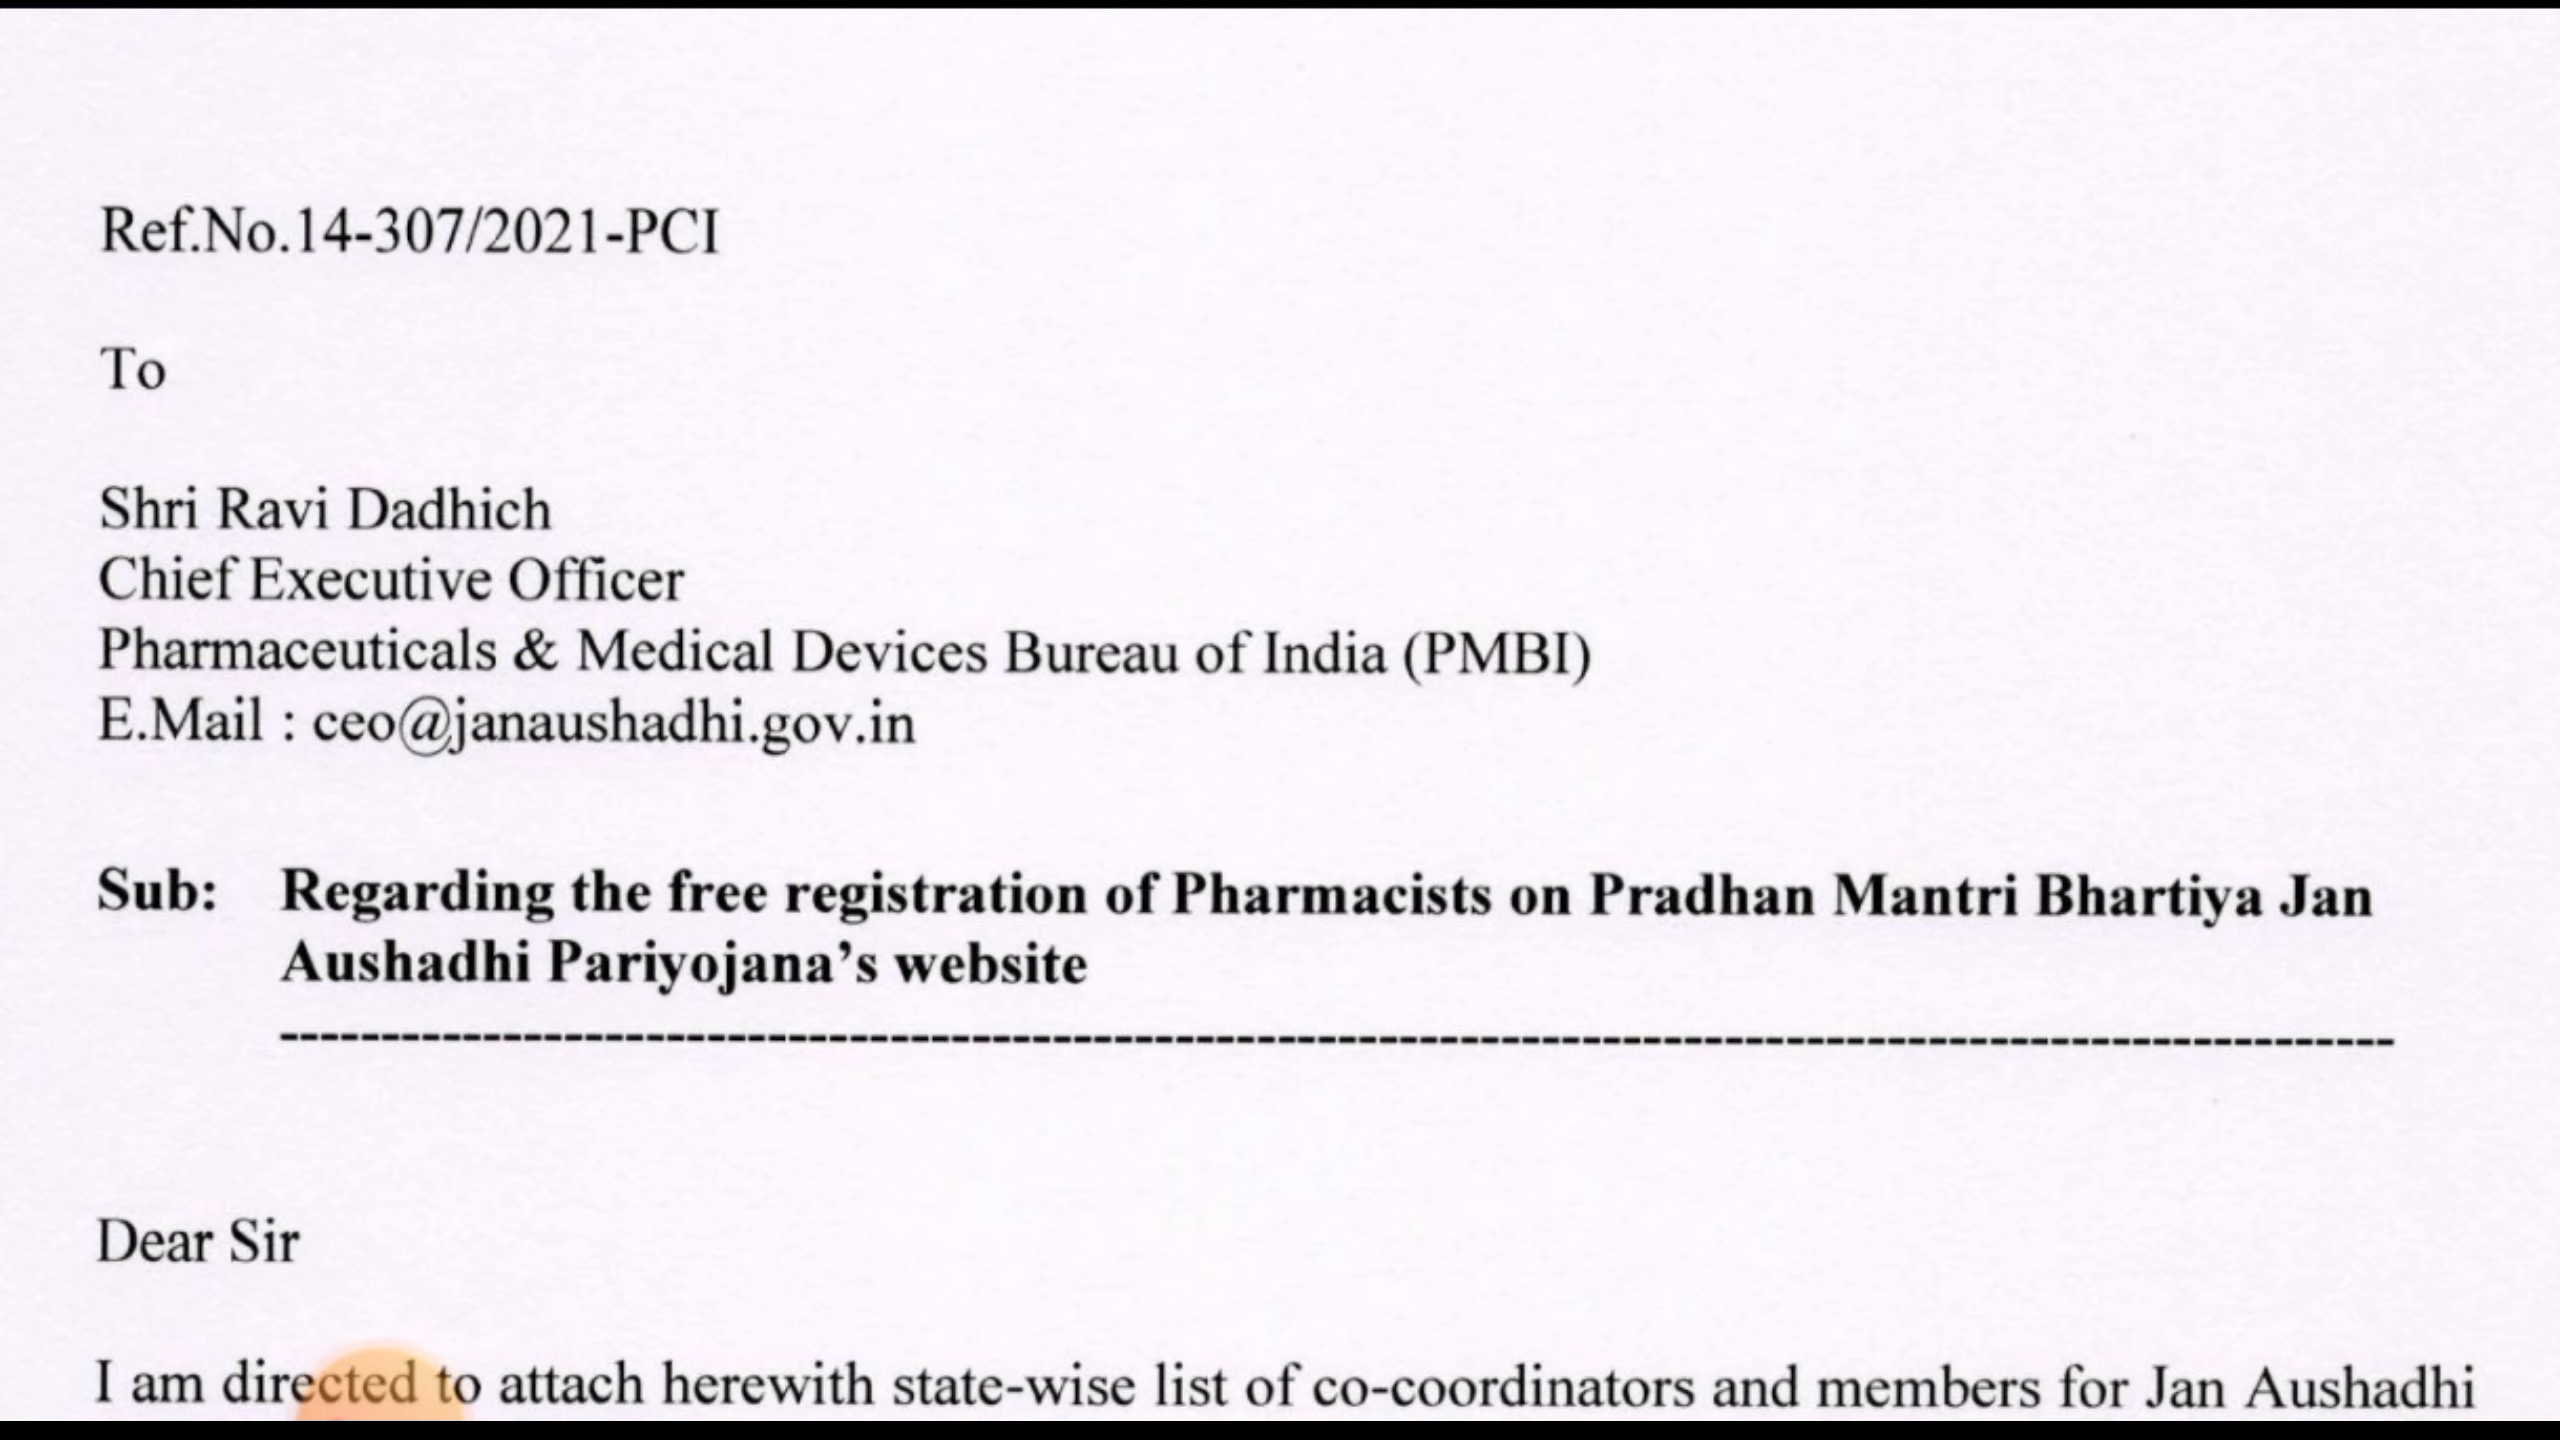 Ref.No.14-307/2021-PCI
To
Shri Ravi Dadhich
Chief Executive Officer
Pharmaceuticals & Medical Devices Bureau of India (PMBI)
E.Mail : ceo@janaushadhi.gov.in
Sub: Regarding the free registration of Pharmacists on Pradhan Mantri Bhartiya Jan
Aushadhi Pariyojana's website
Dear Sir
I am directed to attach herewith state-wise list of co-coordinators and members for Jan Aushadhi